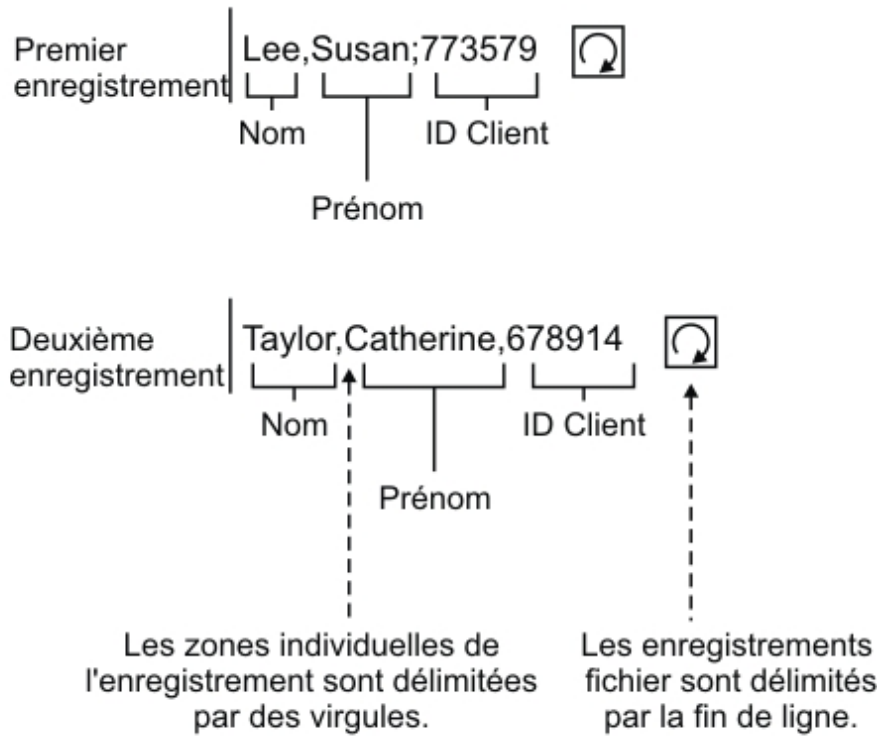 Premier
enregistrement
Lee,Susan;773579
Nom
ID Client
Prénom
Deuxième
enregistrement
Taylor,Catherine,678914
Nom
ID Client
Prénom
Les zones individuelles de
l'enregistrement sont délimitées
par des virgules.
Les enregistrements
fichier sont délimités
par la fin de ligne.